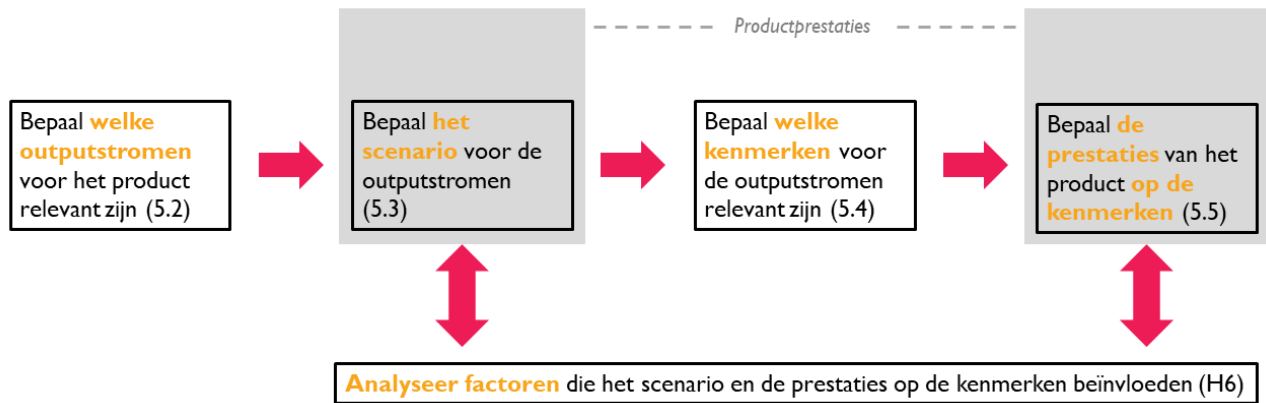 Productprestaties
Bepaal welke
outputstromen
voor het product
relevant zijn (5.2)
Bepaal het
scenario voor de
outputstromen
(5.3)
Bepaal welke
kenmerken voor
de outputstromen
relevant zijn (5.4)
Bepaal de
prestaties van het
product op de
kenmerken (5.5)
Analyseer factoren die het scenario en de prestaties op de kenmerken beïnvloeden (H6)